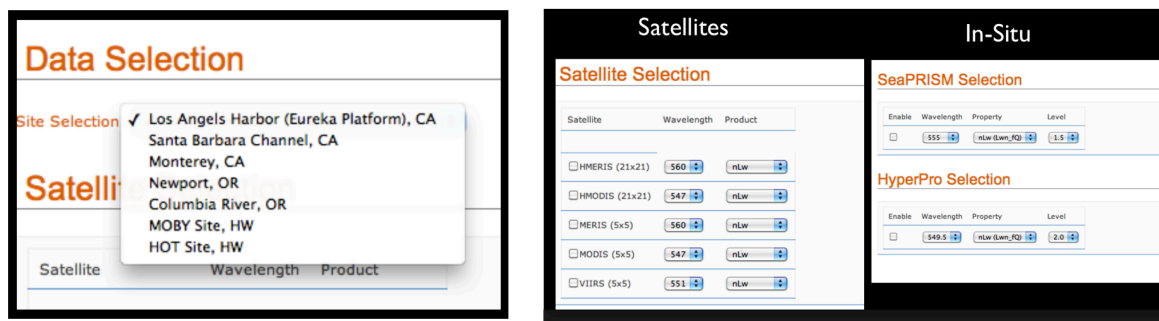 Data Selection
Site Selection ✓ Los Angels Harbor (Eureka Platform), CA
Santa Barbara Channel, CA
Monterey, CA
Newport, OR
Columbia River, OR
MOBY Site, HW
HOT Site, HW
Satelli
Satellite Wavelength Product
Satellites
Satellite Selection
Satellite Wavelength Product
HMERIS (21x21) 560 nLw
HMODIS (21x21) 547 nLw
MERIS (5x5) 560 nLw
MODIS (5x5) 547 nLw
VIIRS (5x5) 551 nLw
In-Situ
SeaPRISM Selection
Enable Wavelength Property Level
555 nLw (Lwn_fQ) 1.5
HyperPro Selection
Enable Wavelength Property Level
549.5 nLw (Lwn_fQ) 2.0